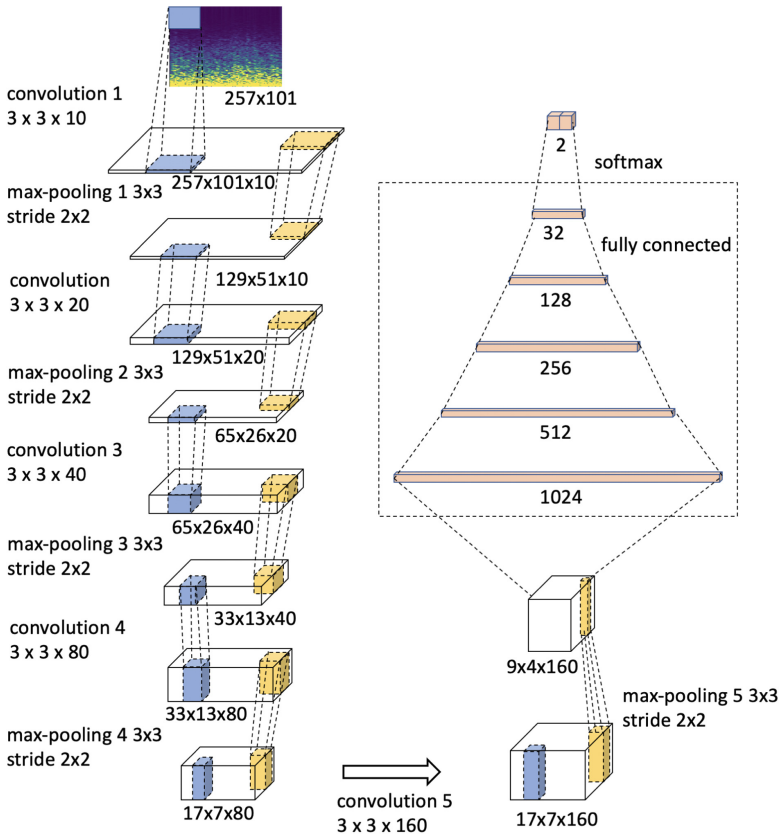 257x101
convolution 1
3 x 3 x 10
257x101x10
max-pooling 1 3x3
stride 2x2
129x51x10
convolution
3 x 3 x 20
129x51x20
max-pooling 2 3x3
stride 2x2
65x26x20
convolution 3
3 x 3 x 40
65x26x40
max-pooling 3 3x3
stride 2x2
33x13x40
convolution 4
3 x 3 x 80
33x13x80
max-pooling 4 3x3
stride 2x2
17x7x80
convolution 5
3 x 3 x 160
17x7x160
max-pooling 5 3x3
stride 2x2
9x4x160
1024
512
256
128
fully connected
32
softmax
2